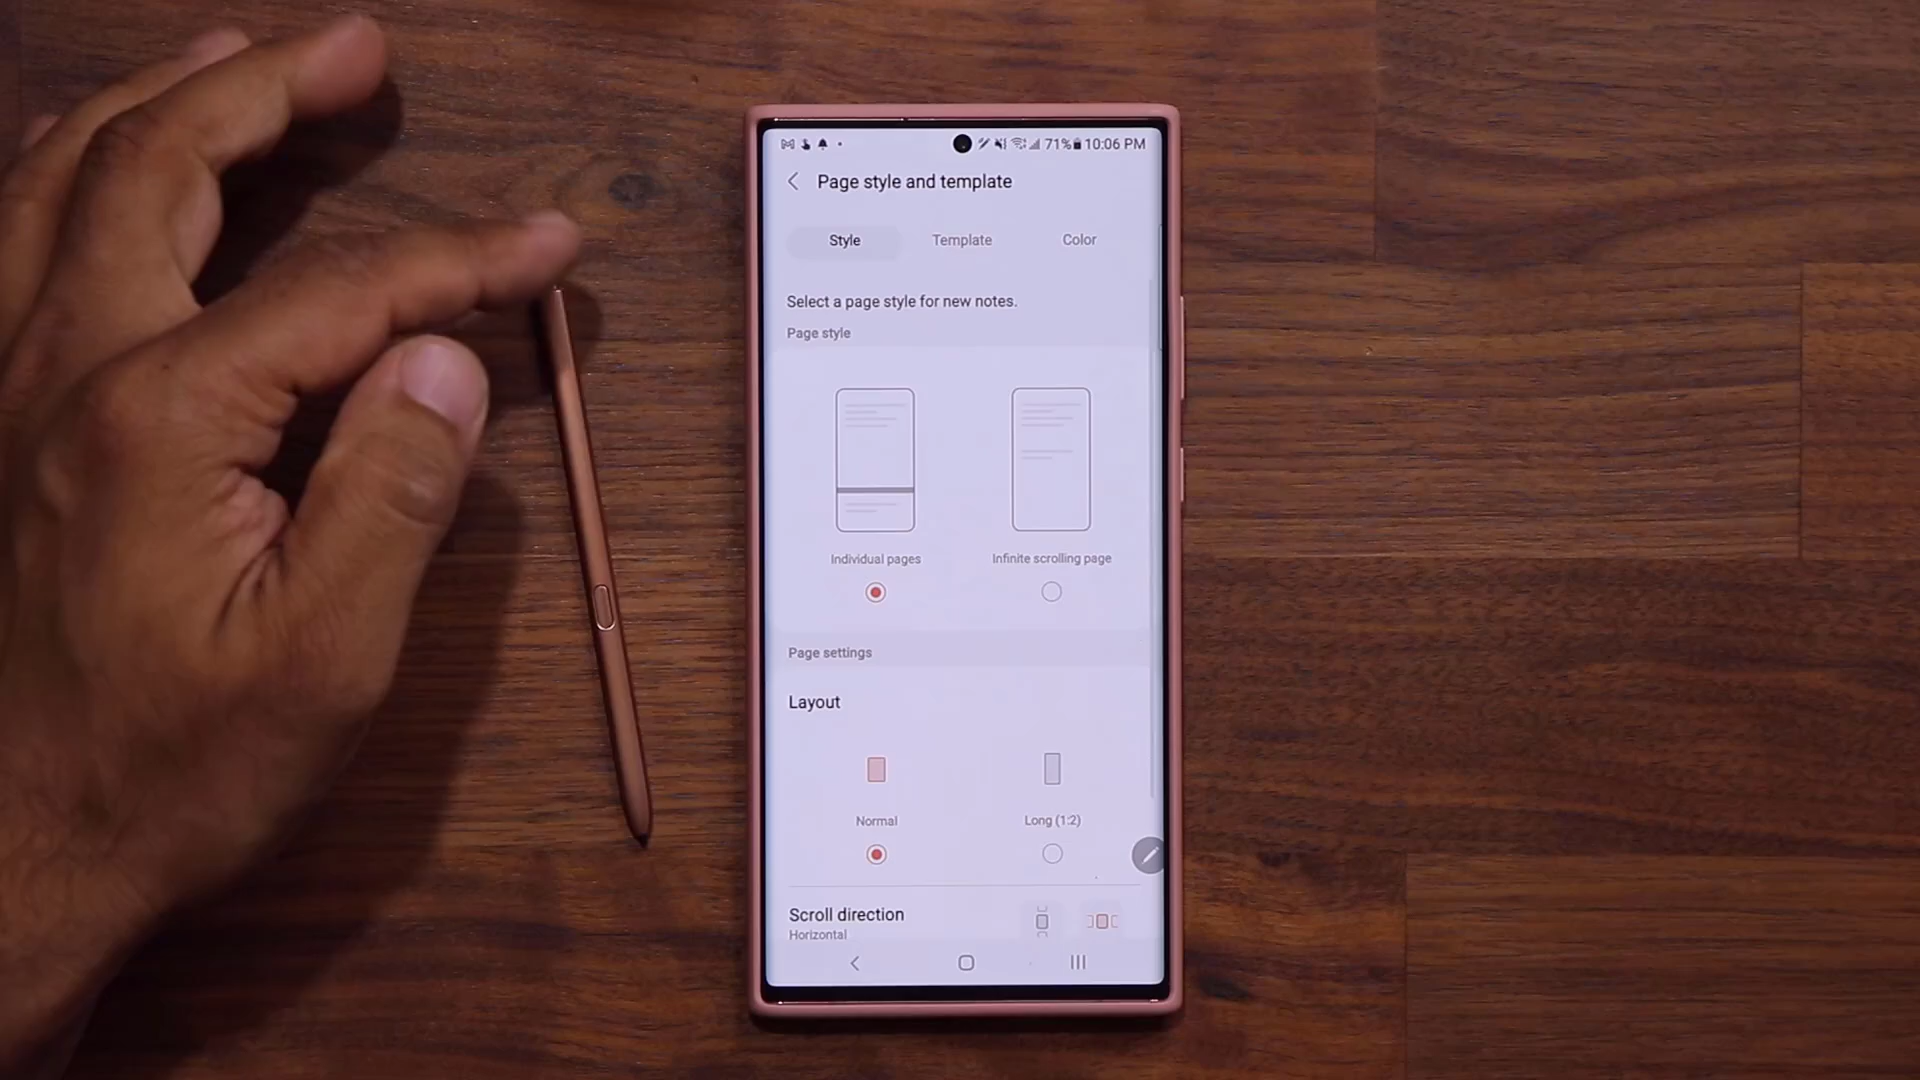 71% 10:06 PM
Page style and template
Style Template Color
Select a page style for new notes.
Page style
Individual pages Infinite scrolling page
Page settings
Layout
Normal Long (1:2)
Scroll direction
Horizontal